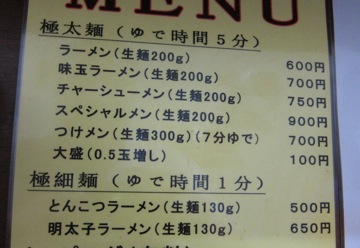 MENU
極太麺(ゆで時間5分)
ラーメン(生麺200g) 600円
味玉ラーメン(生麺200g) 700円
チャーシューメン(生麺200g) 750円
スペシャルメン(生麺200g) 900円
つけメン(生麺300g)(7分ゆで) 700円
大盛(0.5玉増し) 100円
極細麺(ゆで時間1分)
とんこつラーメン(生麺130g) 500円
明太子ラーメン(生麺130g) 650円